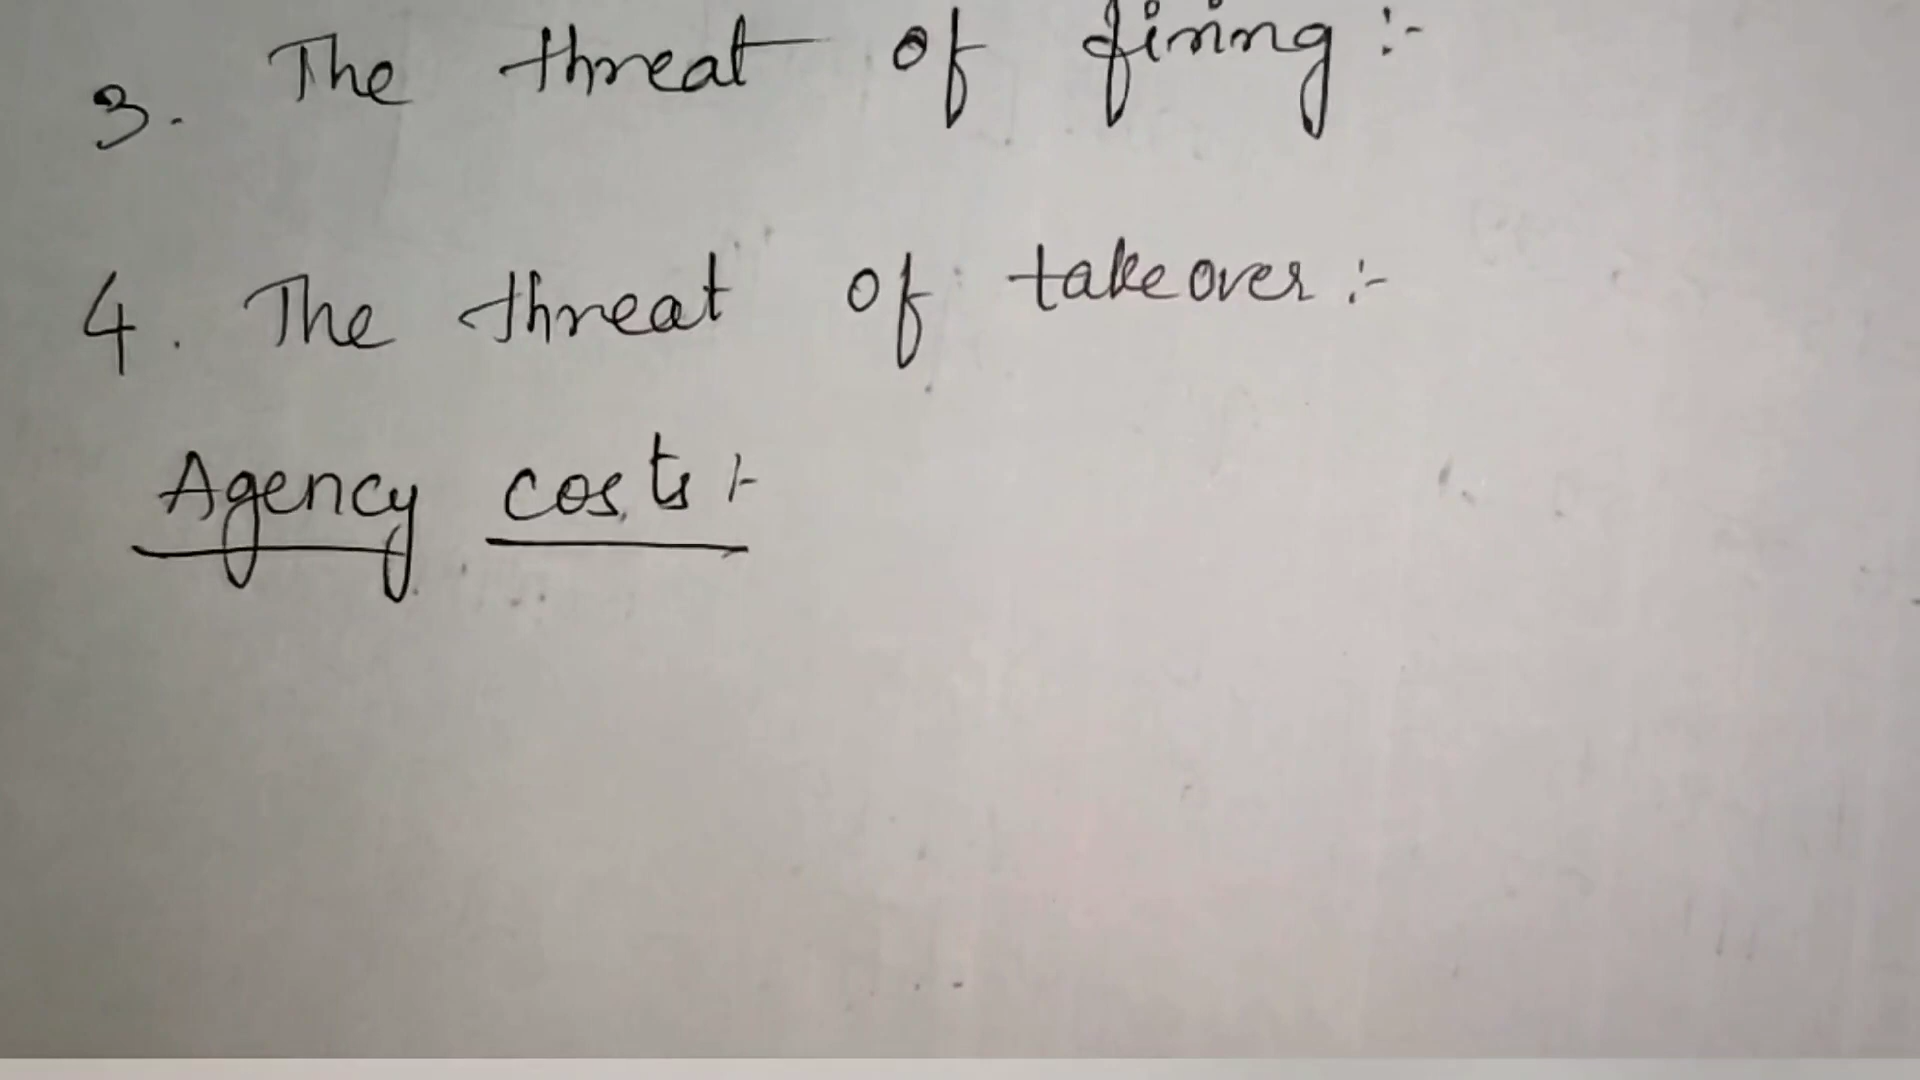 3. The threat of firing :-
4. The threat of takeover :-
Agency costs :-